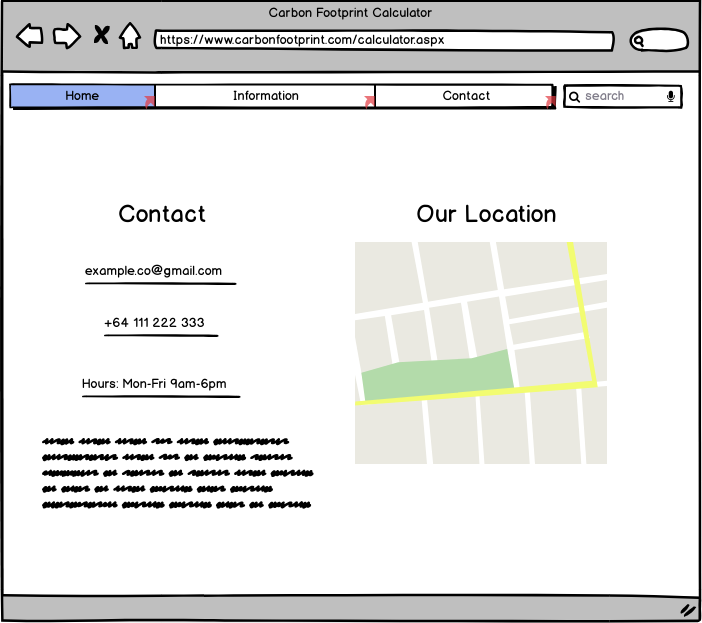 Carbon Footprint Calculator
https://www.carbonfootprint.com/calculator.aspx
Home Information Contact search
Contact
example.co@gmail.com
+64 111 222 333
Hours: Mon-Fri 9am-6pm
Our Location